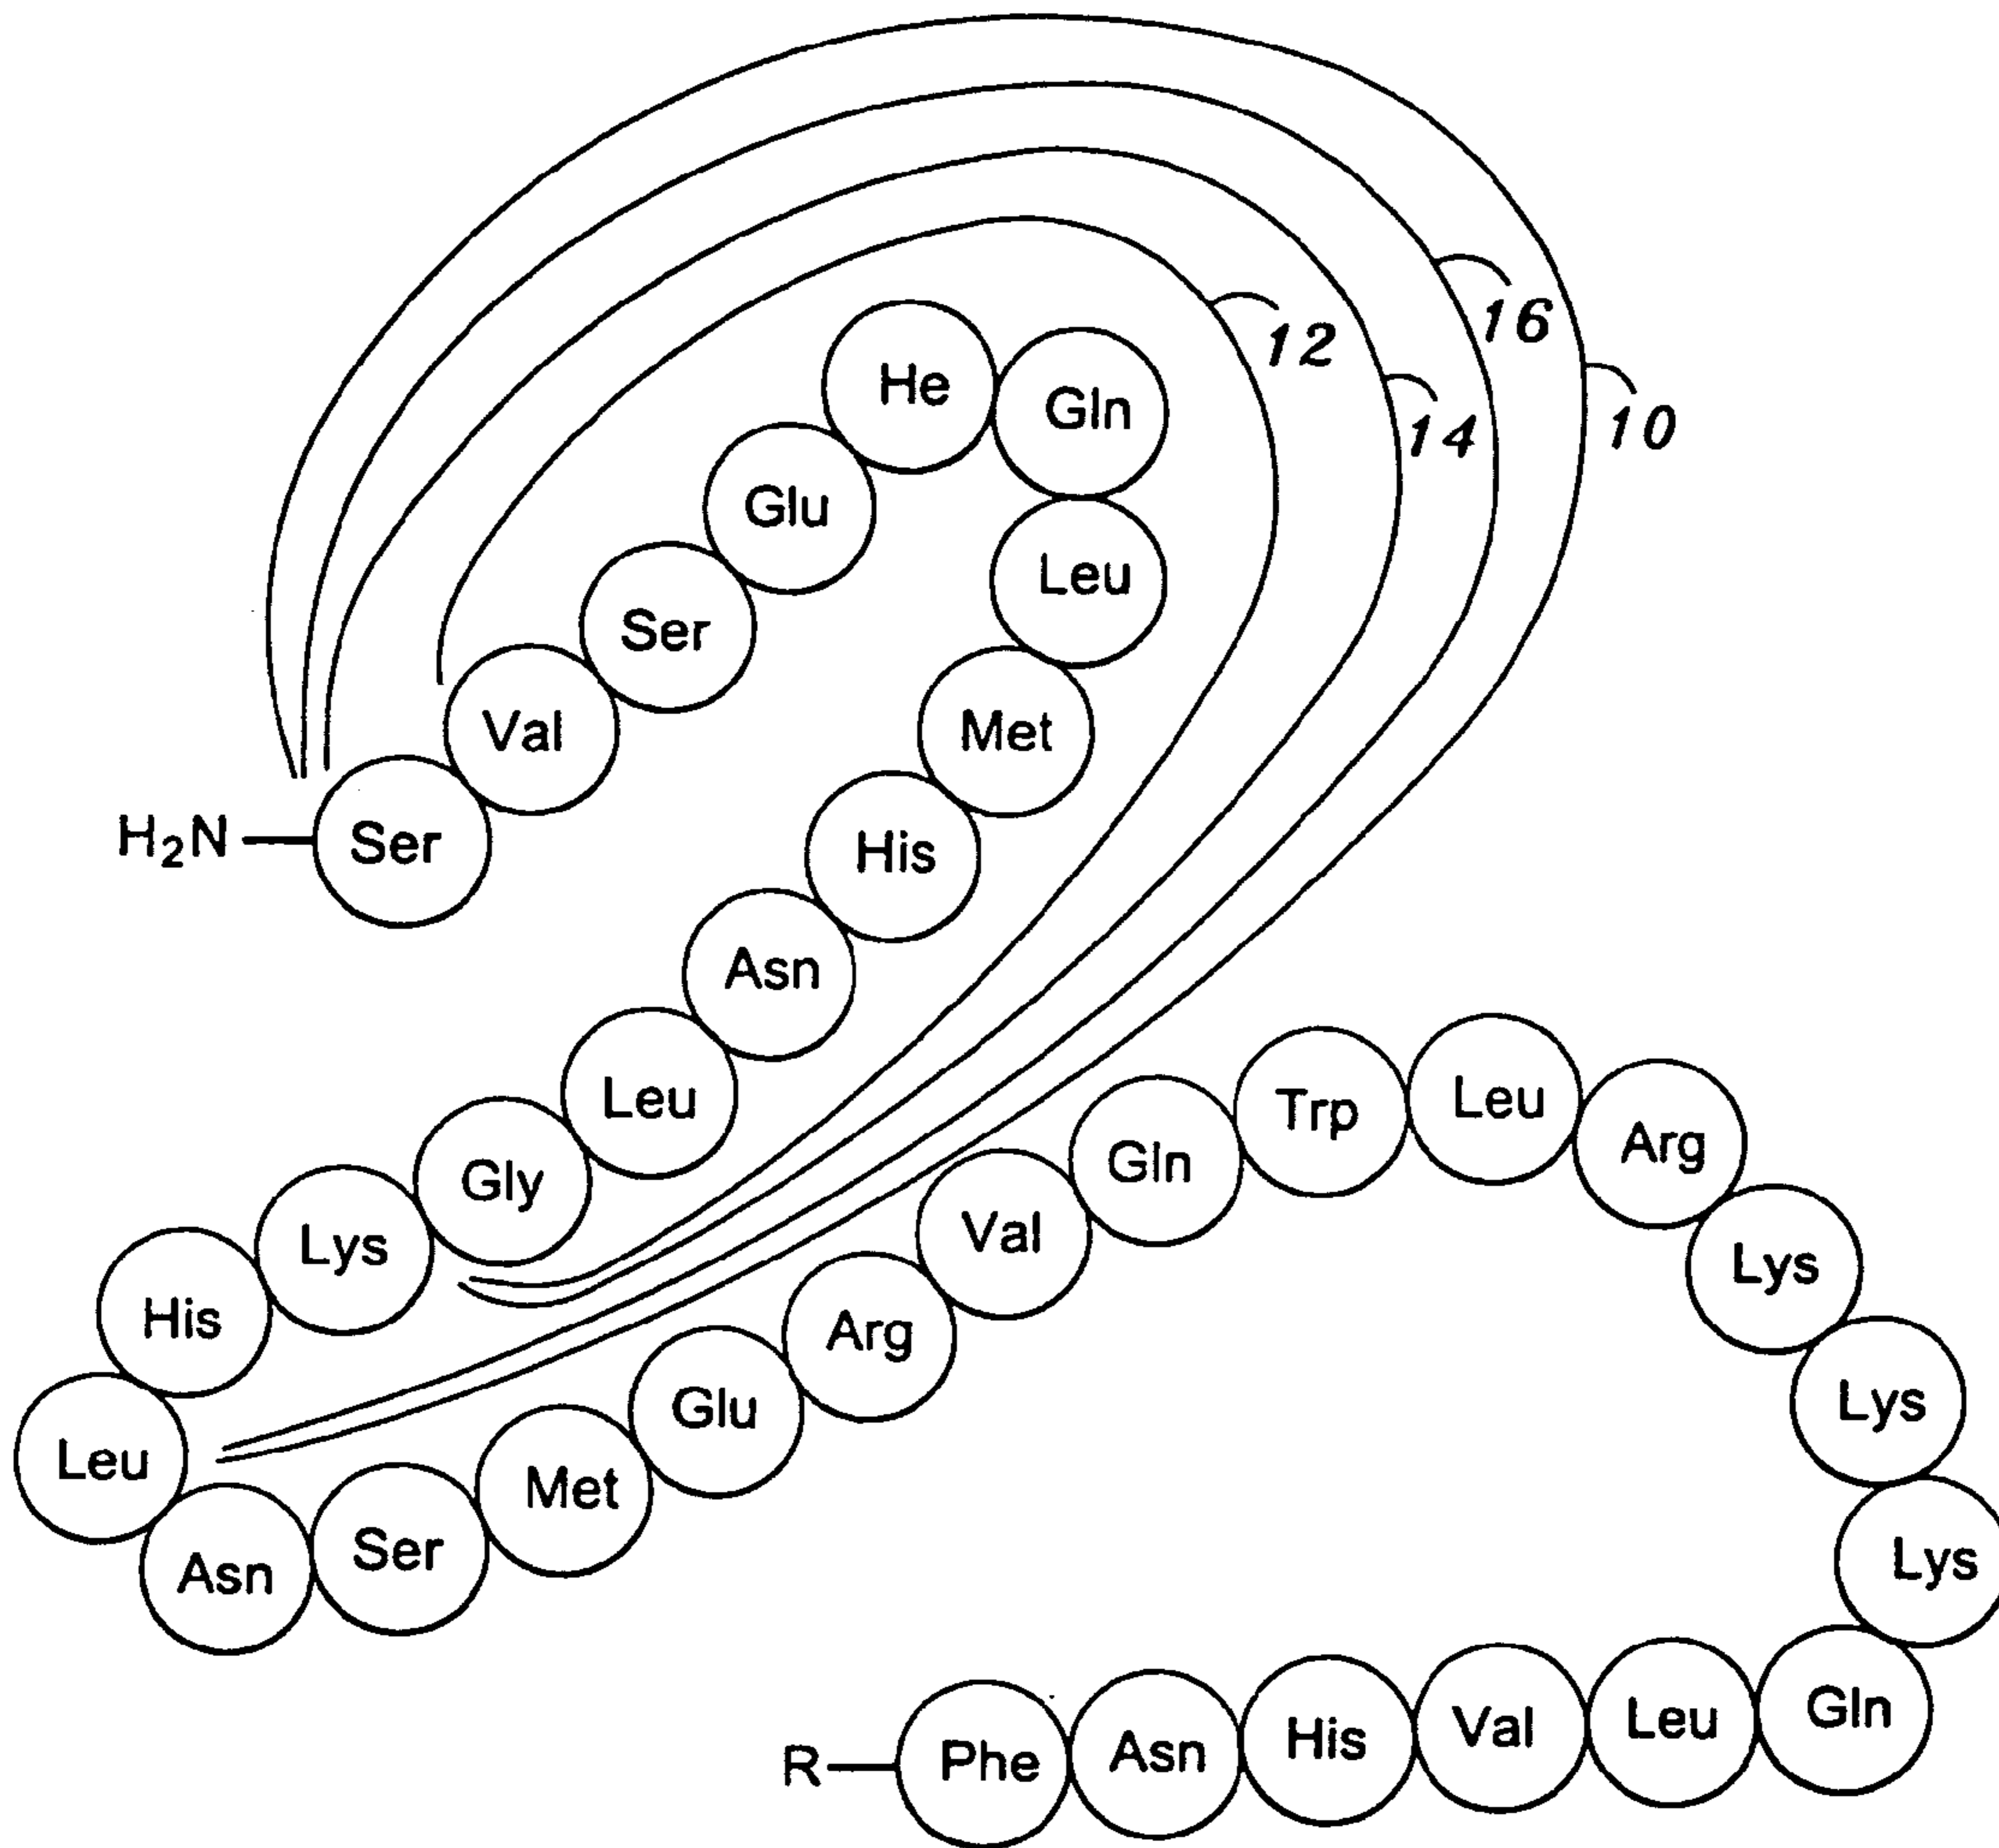 H₂N
Ser
Val
Ser
Glu
He
Gln
Leu
Met
His
Asn
Leu
Gly
Lys
His
Leu
Asn
Ser
Met
Glu
Arg
Val
Gln
Trp
Leu
Arg
Lys
Lys
Lys
Gln
Leu
Val
His
Asn
Phe
R
12
14
16
10